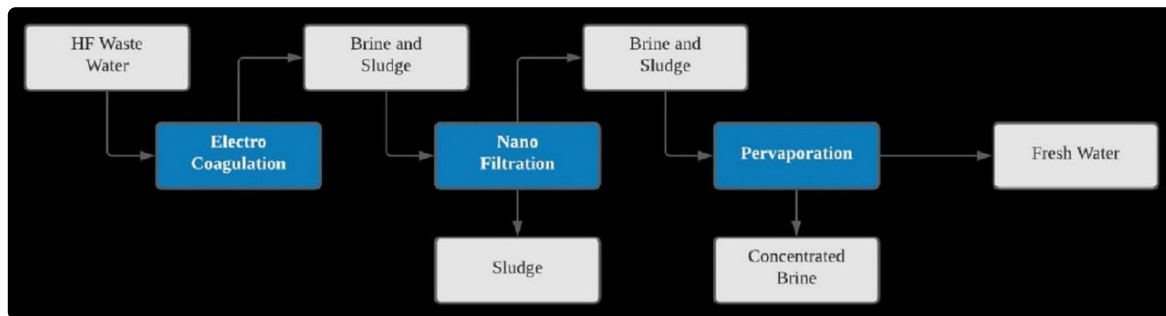 HF Waste
Water
Brine and
Sludge
Brine and
Sludge
Electro
Coagulation
Nano
Filtration
Pervaporation
Fresh Water
Sludge
Concentrated
Brine